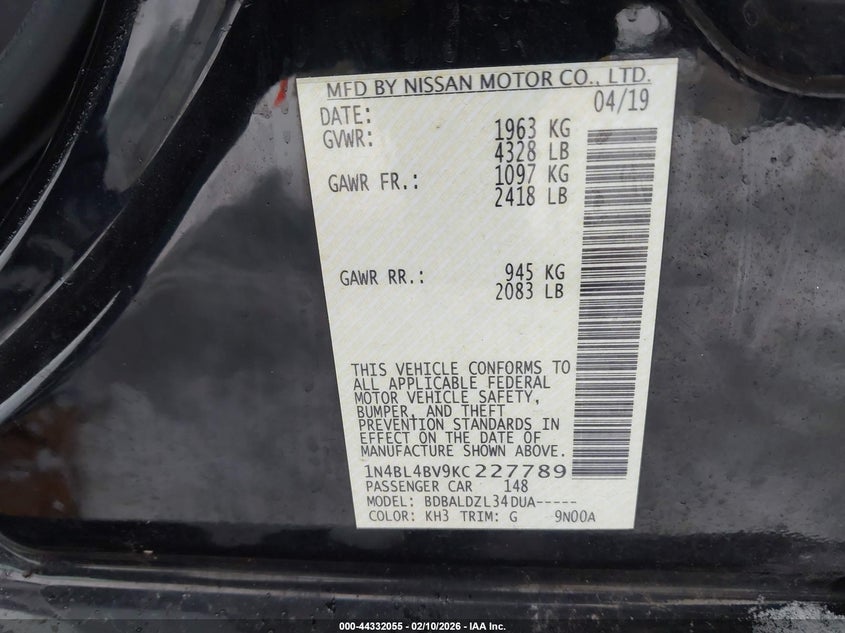 MFD BY NISSAN MOTOR CO., LTD.
DATE: 04/19
GVWR: 1963 KG
4328 LB
GAWR FR.: 1097 KG
2418 LB
GAWR RR.: 945 KG
2083 LB
THIS VEHICLE CONFORMS TO
ALL APPLICABLE FEDERAL
MOTOR VEHICLE SAFETY,
BUMPER, AND THEFT
PREVENTION STANDARDS IN
EFFECT ON THE DATE OF
MANUFACTURE SHOWN ABOVE.
1N4BL4BV9KC227789
PASSENGER CAR 148
MODEL: BDBALDZL34DUA-----
COLOR: KH3 TRIM: G 9N00A
000-44332055 - 02/10/2026 - IAA Inc.